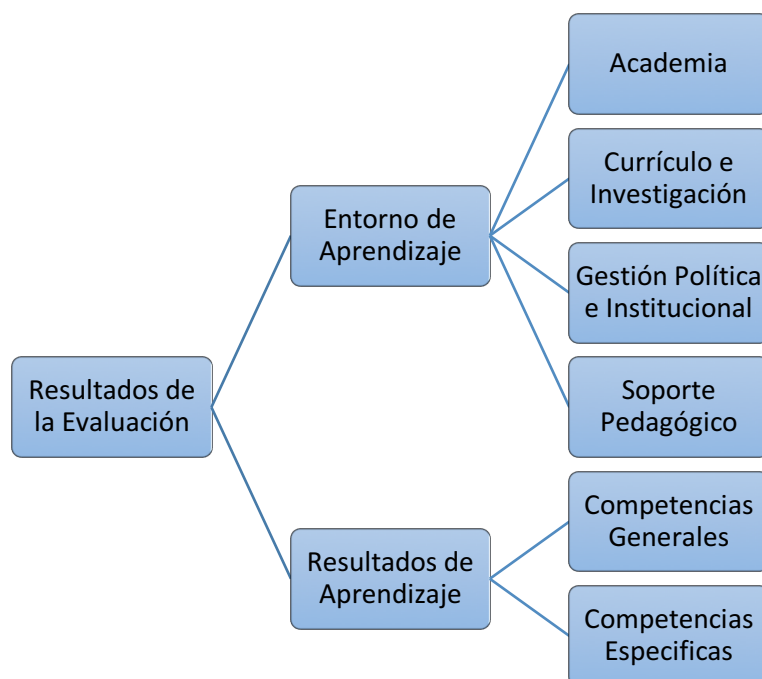 Academia
Currículo e
Investigación
Entorno de
Aprendizaje
Gestión Política
e Institucional
Resultados de
la Evaluación
Soporte
Pedagógico
Competencias
Generales
Resultados de
Aprendizaje
Competencias
Especificas